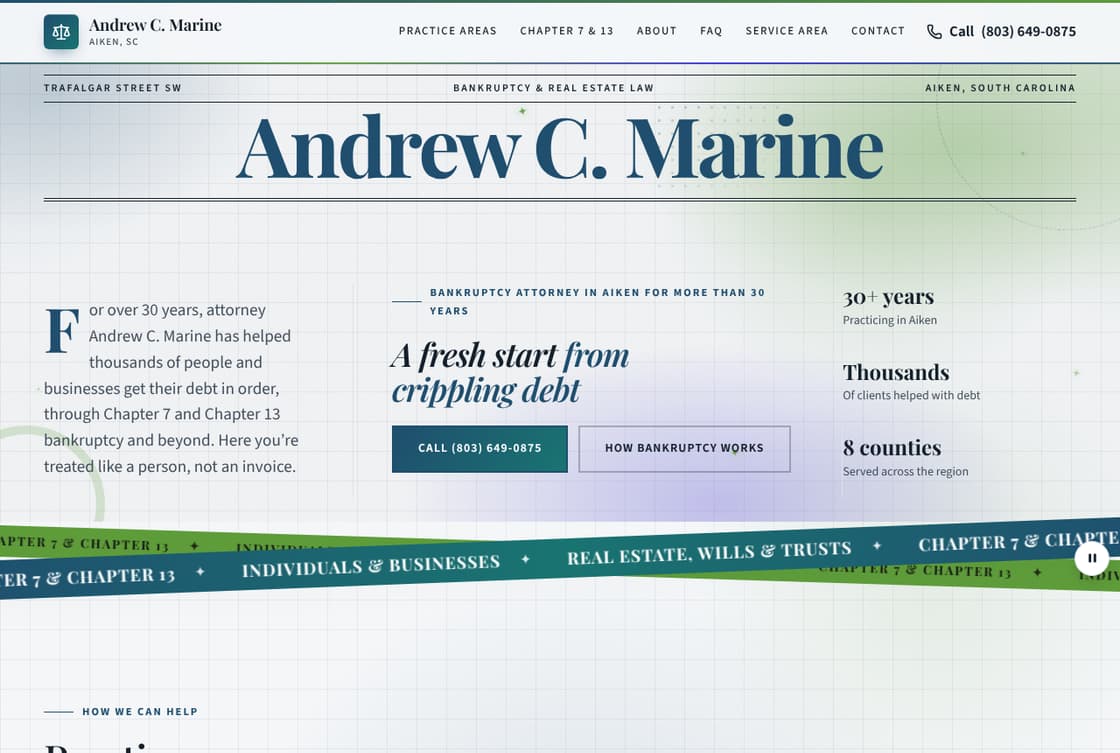 Andrew C. Marine
AIKEN, SC
PRACTICE AREAS
CHAPTER 7 & 13
ABOUT
FAQ
SERVICE AREA
CONTACT
Call (803) 649-0875
TRAFALGAR STREET SW
BANKRUPTCY & REAL ESTATE LAW
AIKEN, SOUTH CAROLINA
Andrew C. Marine
For over 30 years, attorney
Andrew C. Marine has helped
thousands of people and
businesses get their debt in order,
through Chapter 7 and Chapter 13
bankruptcy and beyond. Here you’re
treated like a person, not an invoice.
BANKRUPTCY ATTORNEY IN AIKEN FOR MORE THAN 30
YEARS
A fresh start from
crippling debt
CALL (803) 649-0875
HOW BANKRUPTCY WORKS
30+ years
Practicing in Aiken
Thousands
Of clients helped with debt
8 counties
Served across the region
APTER 7 & CHAPTER 13 ✦
CHAPTER 7 & CHAPTER 13 ✦
TER 7 & CHAPTER 13 ✦ INDIVIDUALS & BUSINESSES ✦ REAL ESTATE, WILLS & TRUSTS ✦ CHAPTER 7 & CHAPTE
HOW WE CAN HELP